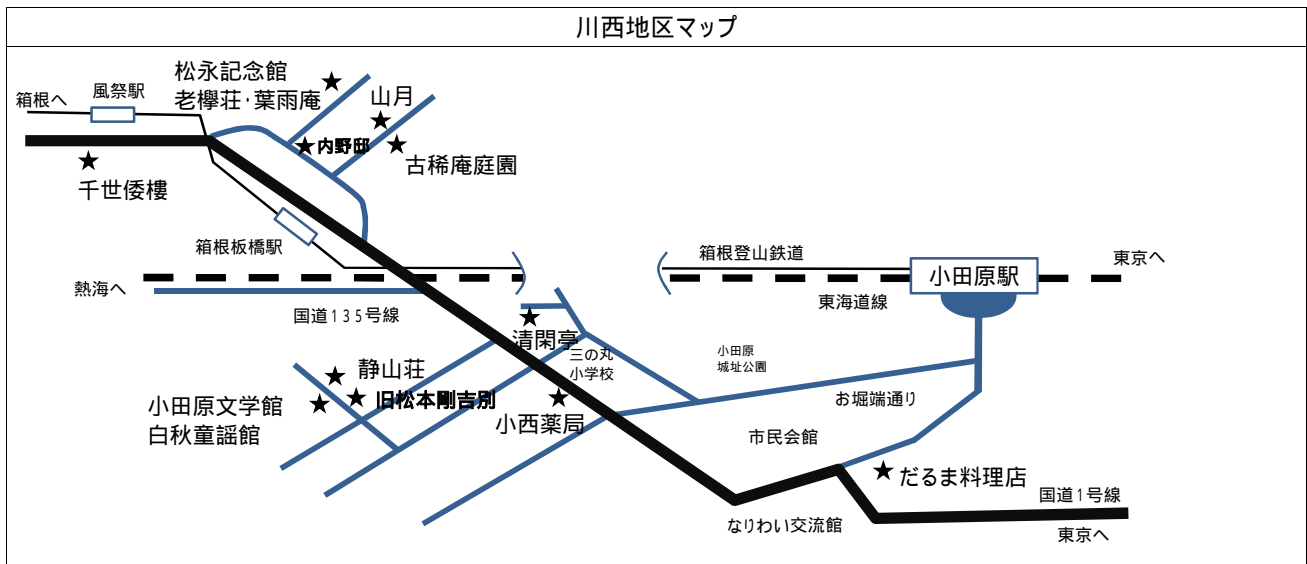 川西地区マップ
松永記念館
老欅荘・葉雨庵
風祭駅
箱根へ
山月
内野邸
古稀庵庭園
千世倭樓
箱根板橋駅
箱根登山鉄道
東京へ
小田原駅
熱海へ
東海道線
国道135号線
清閑亭
三の丸
小学校
小田原
城址公園
静山荘
旧松本剛吉別
お堀端通り
小田原文学館
白秋童謡館
小西薬局
市民会館
だるま料理店
国道1号線
なりわい交流館
東京へ